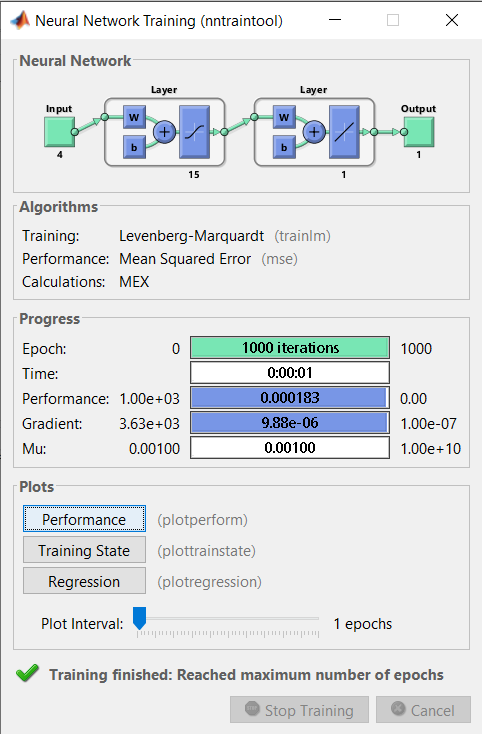 Neural Network Training (nntraintool)
Neural Network
Layer Layer
Input Output
W W
b b
4 1
15 1
Algorithms
Training: Levenberg-Marquardt (trainlm)
Performance: Mean Squared Error (mse)
Calculations: MEX
Progress
Epoch: 0 1000 iterations 1000
Time: 0:00:01
Performance: 1.00e+03 0.000183 0.00
Gradient: 3.63e+03 9.88e-06 1.00e-07
Mu: 0.00100 0.00100 1.00e+10
Plots
Performance (plotperform)
Training State (plottrainstate)
Regression (plotregression)
Plot Interval: 1 epochs
Training finished: Reached maximum number of epochs
Stop Training Cancel